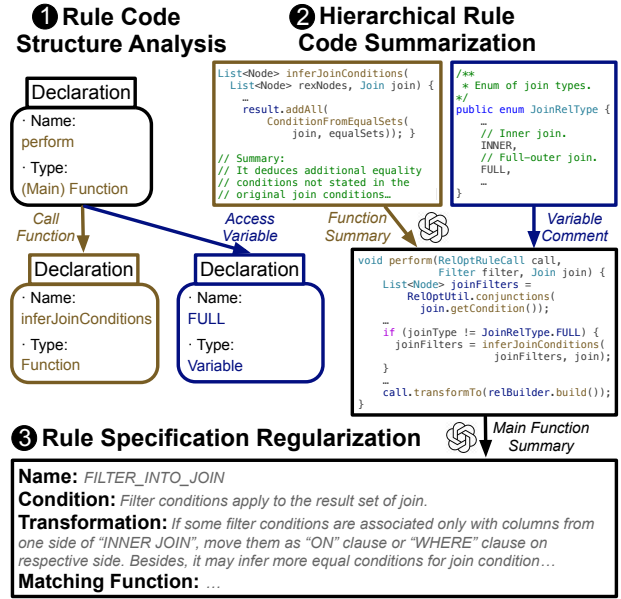 ❶ Rule Code
Structure Analysis
Declaration
· Name:
perform
· Type:
(Main) Function
Call
Function
Access
Variable
Declaration
· Name:
inferJoinConditions
· Type:
Function
Declaration
· Name:
FULL
· Type:
Variable
❷ Hierarchical Rule
Code Summarization
List<Node> inferJoinConditions(
List<Node> rexNodes, Join join) {
…
result.addAll(
ConditionFromEqualSets(
join, equalSets)); }
// Summary:
// It deduces additional equality
// conditions not stated in the
// original join conditions…
/**
* Enum of join types.
*/
public enum JoinRelType {
…
// Inner join.
INNER,
// Full-outer join.
FULL,
…
}
Function
Summary
Variable
Comment
void perform(RelOptRuleCall call,
Filter filter, Join join) {
List<Node> joinFilters =
RelOptUtil.conjunctions(
join.getCondition());
…
if (joinType != JoinRelType.FULL) {
joinFilters = inferJoinConditions(
joinFilters, join);
}
…
call.transformTo(relBuilder.build());
}
Main Function
Summary
❸ Rule Specification Regularization
Name: FILTER_INTO_JOIN
Condition: Filter conditions apply to the result set of join.
Transformation: If some filter conditions are associated only with columns from
one side of “INNER JOIN”, move them as “ON” clause or “WHERE” clause on
respective side. Besides, it may infer more equal conditions for join condition…
Matching Function: …